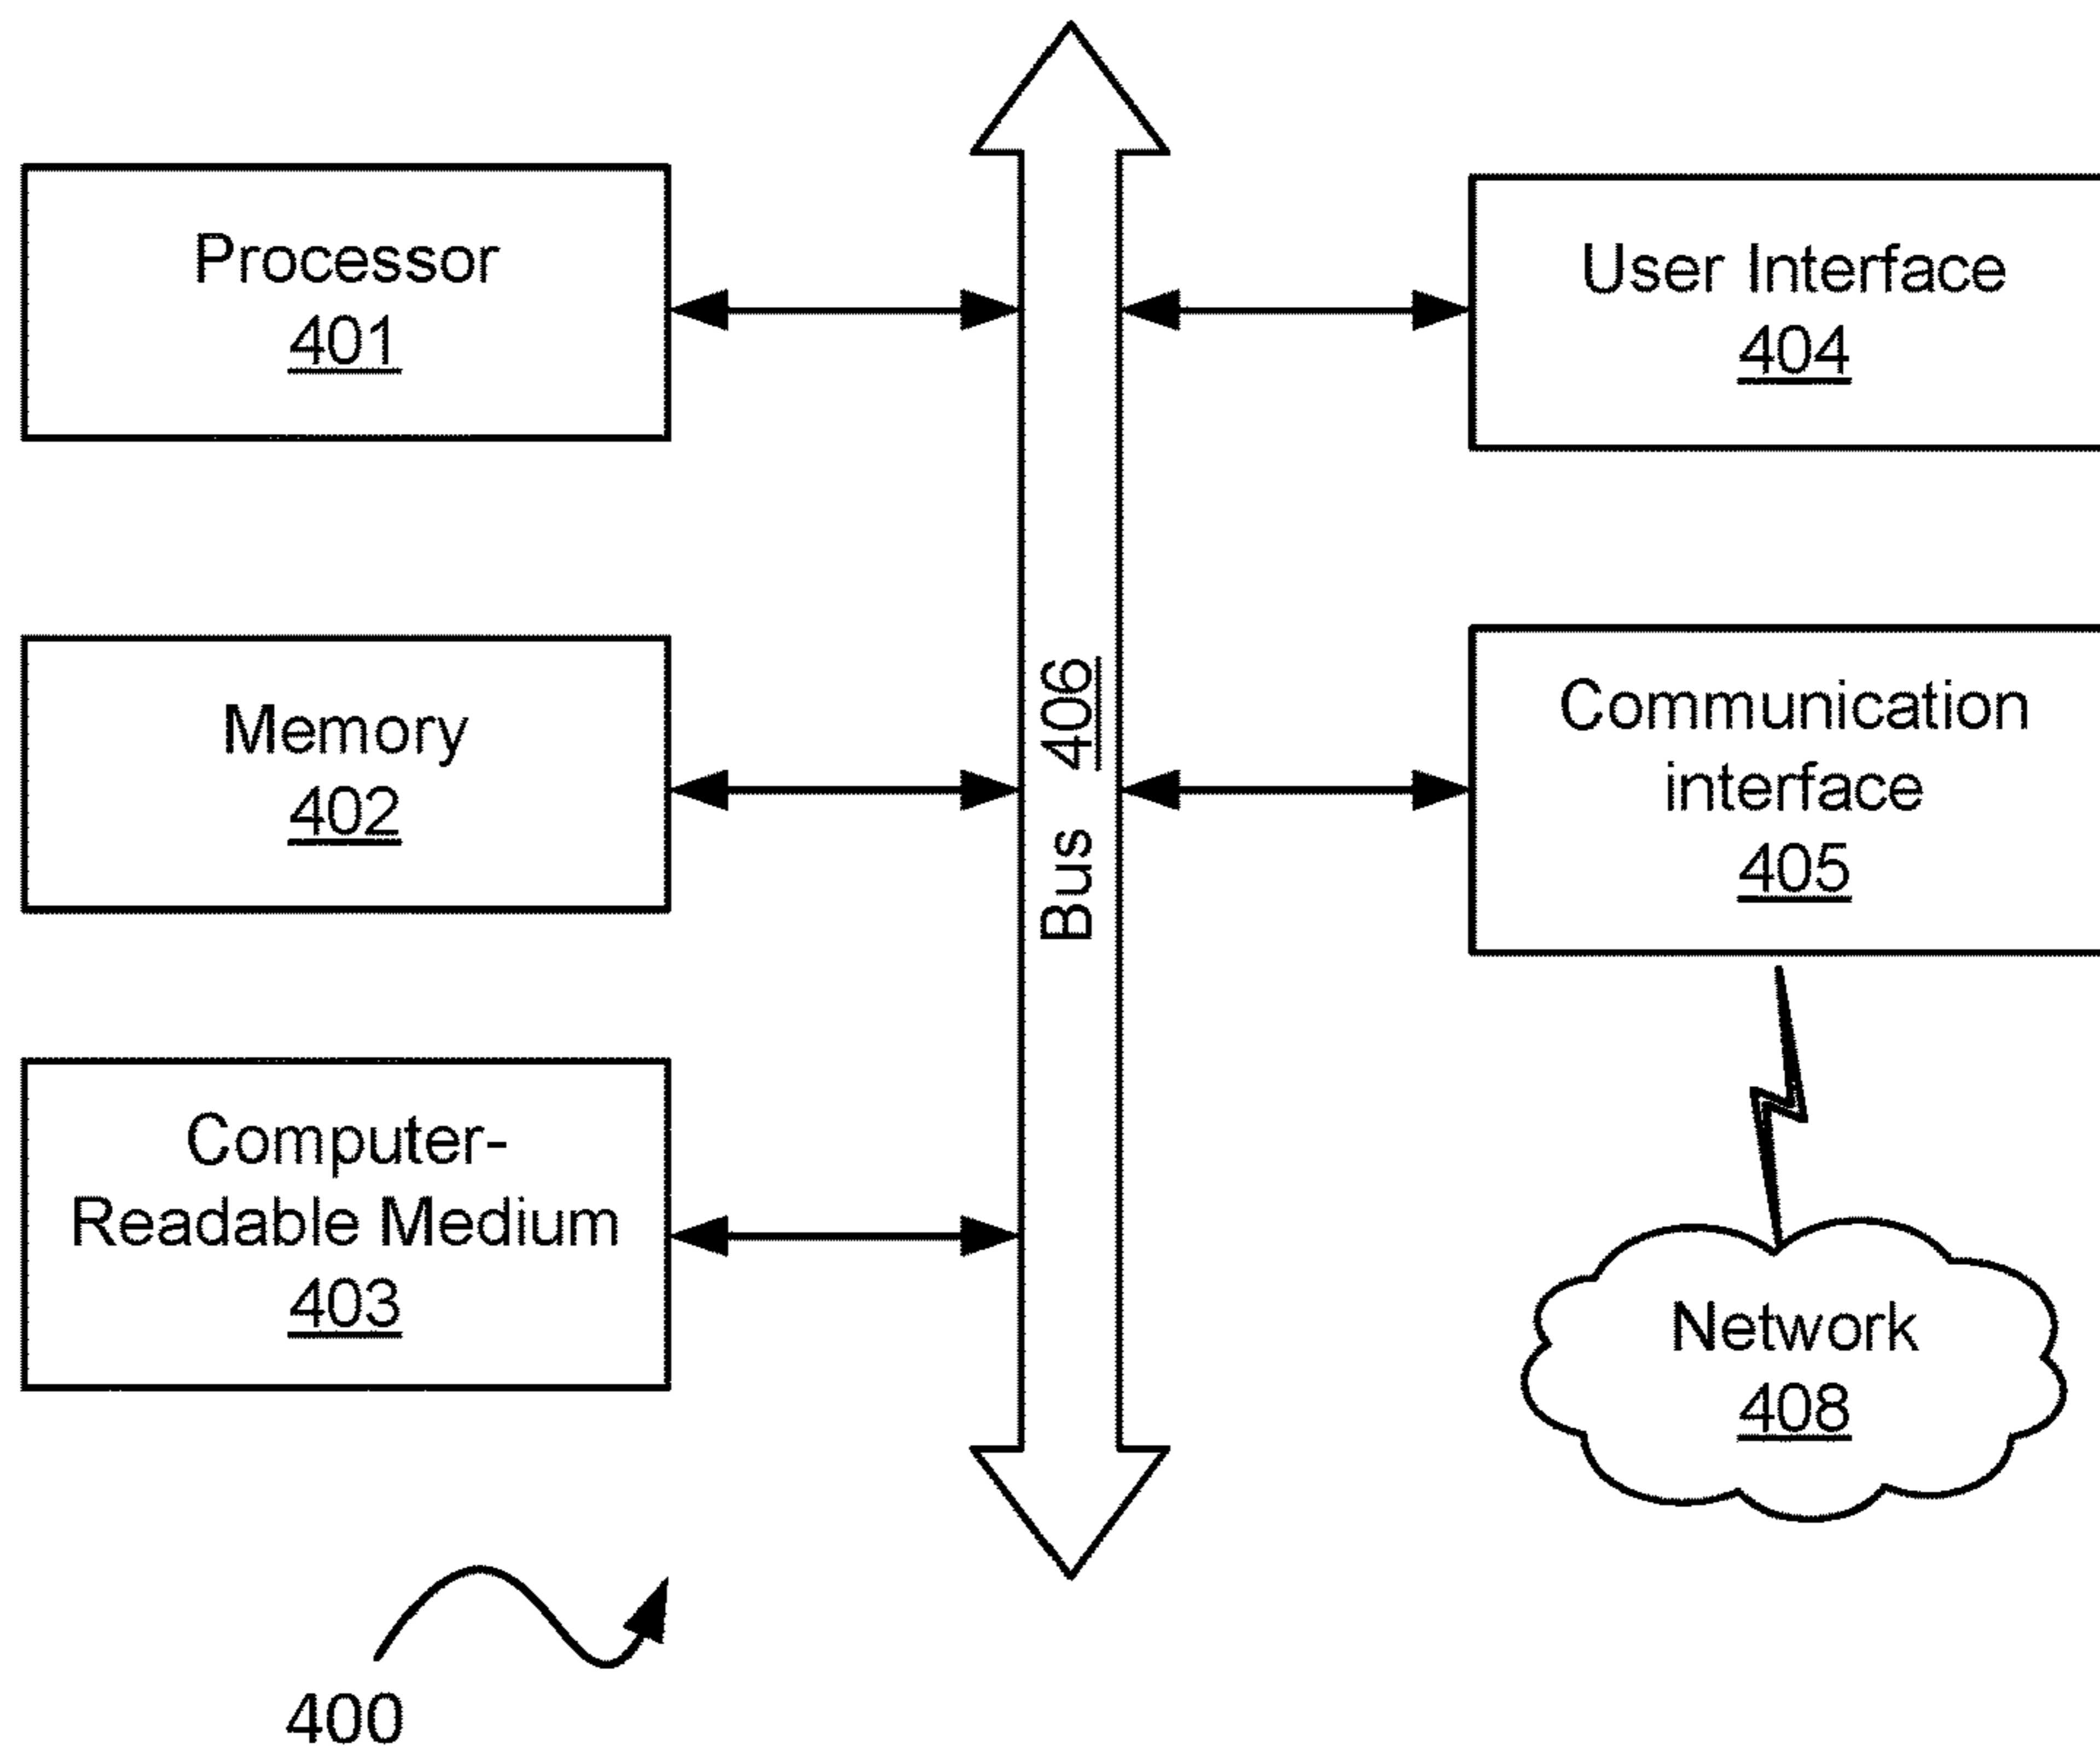 Processor
401
Memory
402
Computer-
Readable Medium
403
Bus 406
User Interface
404
Communication
interface
405
Network
408
400